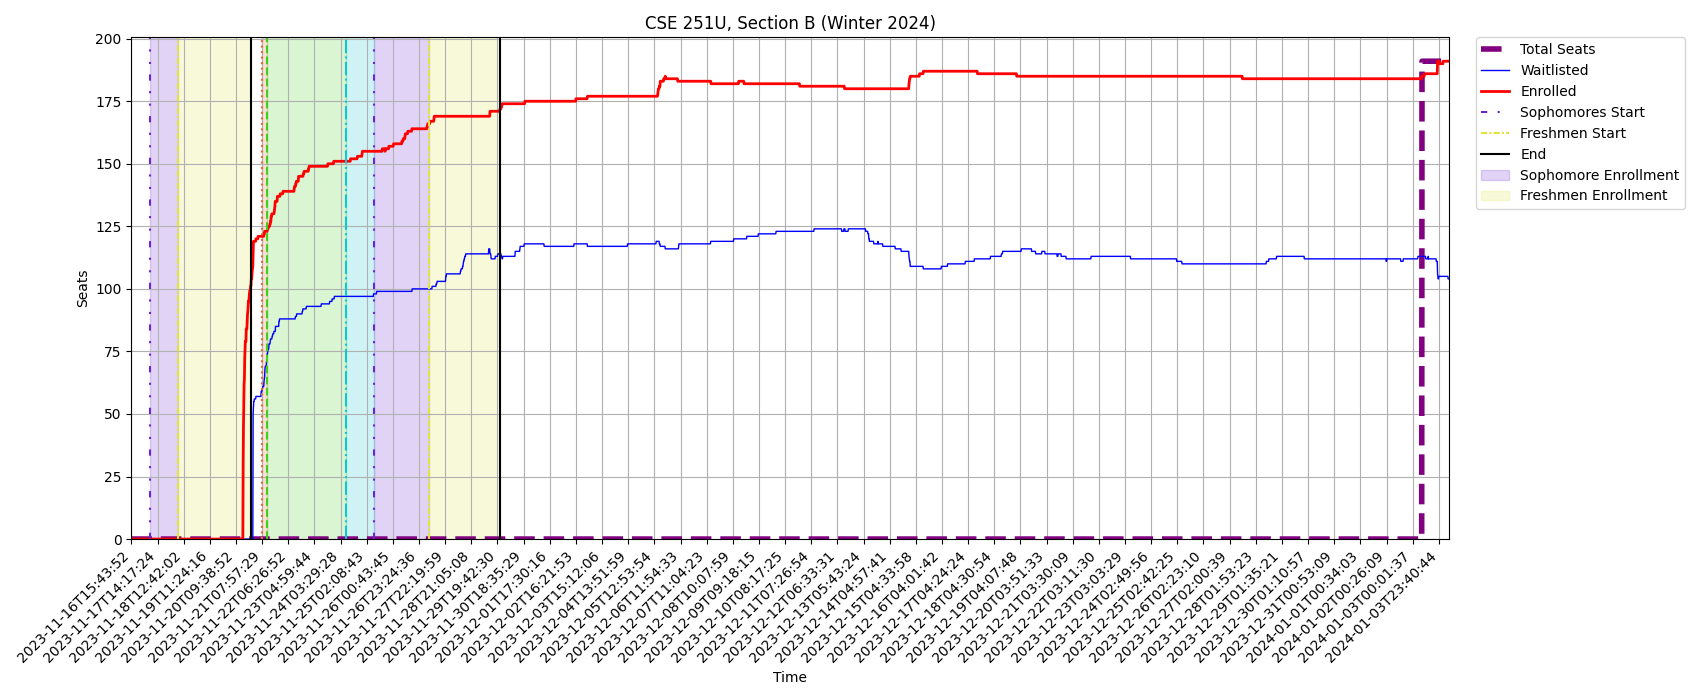 CSE 251U, Section B (Winter 2024)
Seats
200
175
150
125
100
75
50
25
0
2023-11-16T15:43:52
2023-11-17T14:17:24
2023-11-18T12:42:02
2023-11-19T11:24:16
2023-11-20T09:38:52
2023-11-21T07:57:29
2023-11-22T06:26:52
2023-11-23T04:59:44
2023-11-24T03:29:28
2023-11-25T02:08:43
2023-11-26T00:43:45
2023-11-26T23:24:36
2023-11-27T22:19:59
2023-11-28T21:05:08
2023-11-29T19:42:30
2023-11-30T18:35:29
2023-12-01T17:30:16
2023-12-02T16:21:53
2023-12-03T15:12:06
2023-12-04T13:51:59
2023-12-05T12:53:54
2023-12-06T11:54:33
2023-12-07T11:04:23
2023-12-08T10:07:59
2023-12-09T09:18:15
2023-12-10T08:17:25
2023-12-11T07:26:54
2023-12-12T06:33:31
2023-12-13T05:43:24
2023-12-14T04:57:41
2023-12-15T04:33:58
2023-12-16T04:01:42
2023-12-17T04:24:24
2023-12-18T04:30:54
2023-12-19T04:07:48
2023-12-20T03:51:33
2023-12-21T03:30:09
2023-12-22T03:11:30
2023-12-23T03:03:29
2023-12-24T02:49:56
2023-12-25T02:42:25
2023-12-26T02:23:10
2023-12-27T02:00:39
2023-12-28T01:53:23
2023-12-29T01:35:21
2023-12-30T01:10:57
2023-12-31T00:53:09
2024-01-01T00:34:03
2024-01-02T00:26:09
2024-01-03T00:01:37
2024-01-03T23:40:44
Time
Total Seats
Waitlisted
Enrolled
Sophomores Start
Freshmen Start
End
Sophomore Enrollment
Freshmen Enrollment